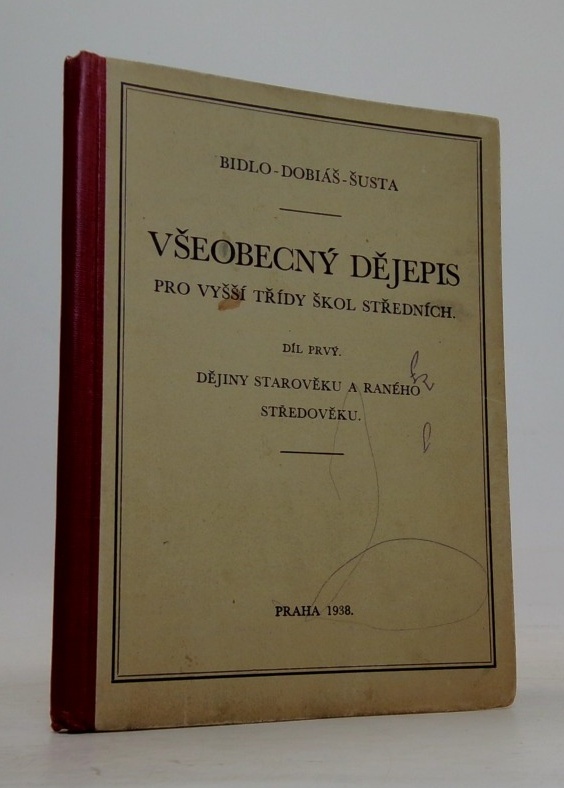 BIDLO-DOBIÁŠ-ŠUSTA
VŠEOBECNÝ DĚJEPIS
PRO VYŠŠÍ TŘÍDY ŠKOL STŘEDNÍCH.
DÍL PRVÝ.
DĚJINY STAROVĚKU A RANÉHO
STŘEDOVĚKU.
PRAHA 1938.